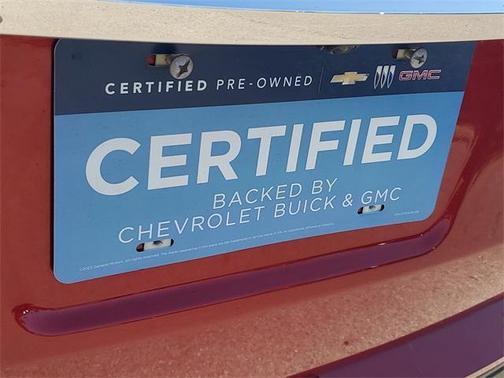 CERTIFIED PRE-OWNED GMC
CERTIFIED
BACKED BY
CHEVROLET BUICK & GMC